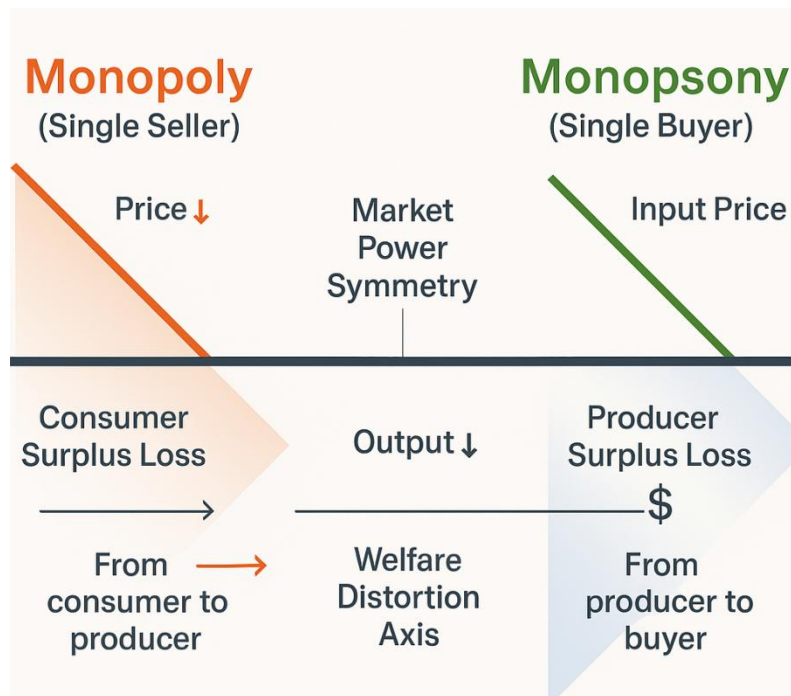 Monopoly
(Single Seller)
Monopsony
(Single Buyer)
Price ↓
Market
Power
Symmetry
Input Price
Consumer
Surplus Loss
Output ↓
Producer
Surplus Loss
$
From
consumer to
producer
Welfare
Distortion
Axis
From
producer to
buyer